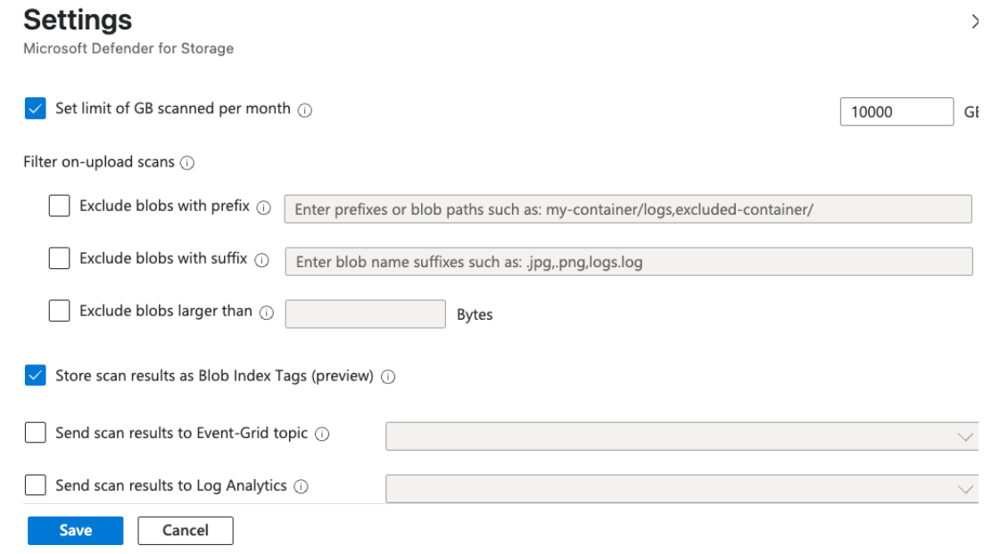 Settings
Microsoft Defender for Storage
Set limit of GB scanned per month
10000 GB
Filter on-upload scans
Exclude blobs with prefix Enter prefixes or blob paths such as: my-container/logs,excluded-container/
Exclude blobs with suffix Enter blob name suffixes such as: .jpg,.png,logs.log
Exclude blobs larger than Bytes
Store scan results as Blob Index Tags (preview)
Send scan results to Event-Grid topic
Send scan results to Log Analytics
Save Cancel